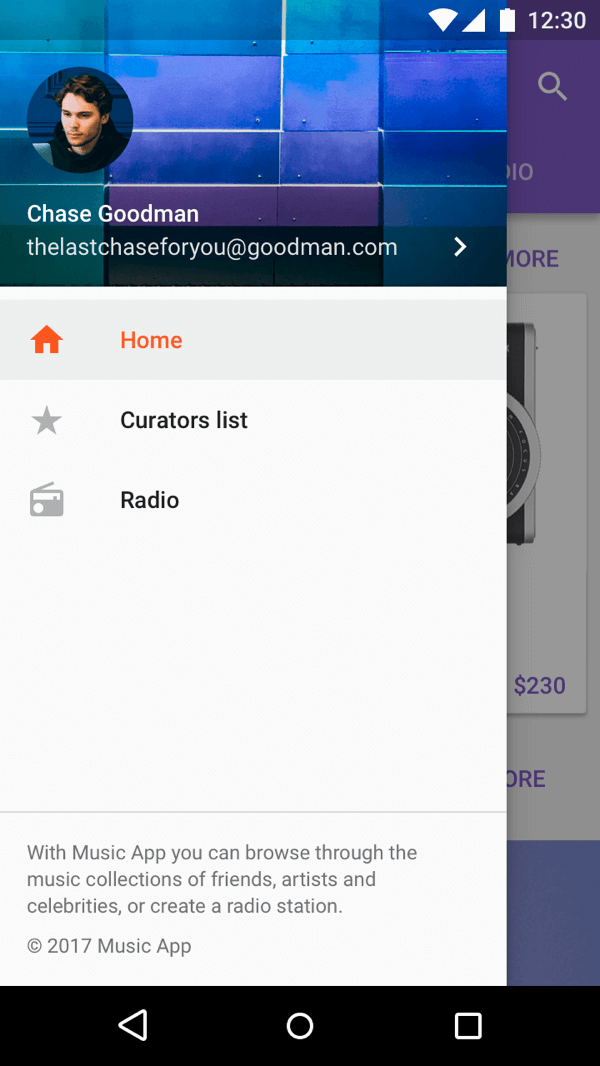 12:30
DIO
Chase Goodman
thelastchaseforyou@goodman.com
MORE
Home
Curators list
Radio
$230
ORE
With Music App you can browse through the
music collections of friends, artists and
celebrities, or create a radio station.
© 2017 Music App